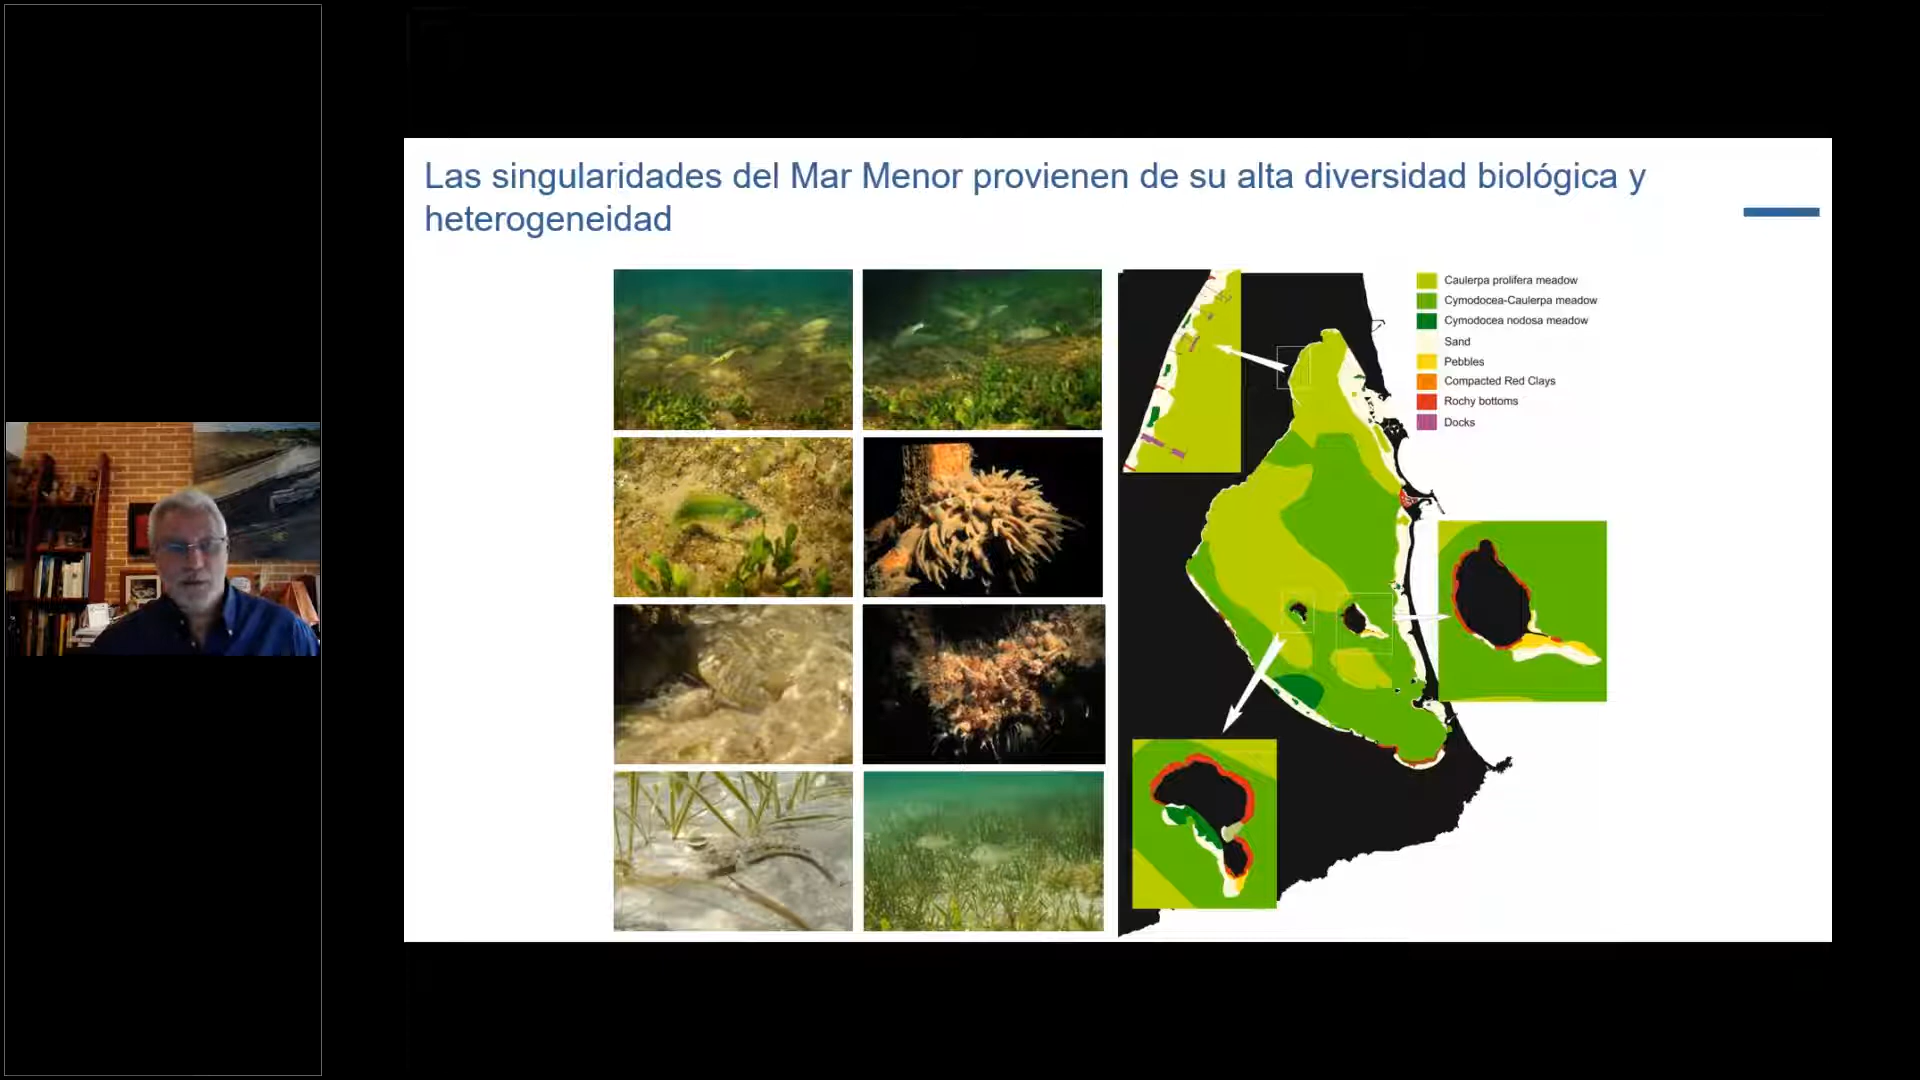 Las singularidades del Mar Menor provienen de su alta diversidad biológica y
heterogeneidad
Caulerpa prolifera meadow
Cymodocea-Caulerpa meadow
Cymodocea nodosa meadow
Sand
Pebbles
Compacted Red Clays
Rochy bottoms
Docks